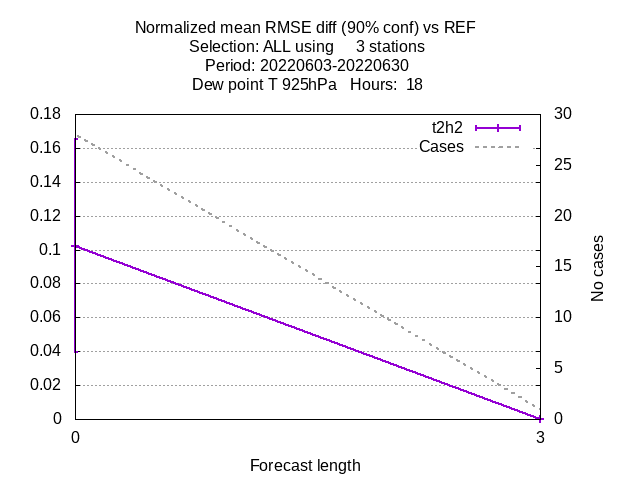 Normalized mean RMSE diff (90% conf) vs REF
Selection: ALL using     3 stations
Period: 20220603-20220630
Dew point T 925hPa   Hours:  18
0.18
0.16
0.14
0.12
0.1
0.08
0.06
0.04
0.02
0
30
25
20
15
10
5
0
t2h2
Cases
No cases
0
3
Forecast length